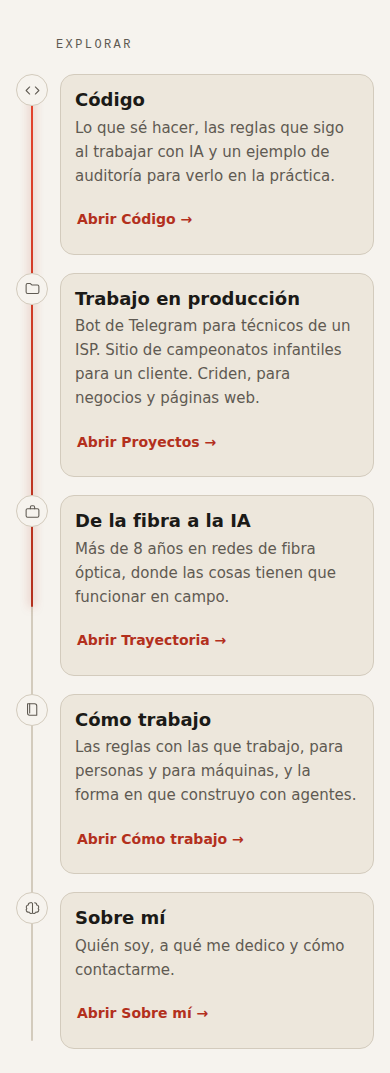 EXPLORAR
Código
Lo que sé hacer, las reglas que sigo
al trabajar con IA y un ejemplo de
auditoría para verlo en la práctica.
Abrir Código →
Trabajo en producción
Bot de Telegram para técnicos de un
ISP. Sitio de campeonatos infantiles
para un cliente. Criden, para
negocios y páginas web.
Abrir Proyectos →
De la fibra a la IA
Más de 8 años en redes de fibra
óptica, donde las cosas tienen que
funcionar en campo.
Abrir Trayectoria →
Cómo trabajo
Las reglas con las que trabajo, para
personas y para máquinas, y la
forma en que construyo con agentes.
Abrir Cómo trabajo →
Sobre mí
Quién soy, a qué me dedico y cómo
contactarme.
Abrir Sobre mí →